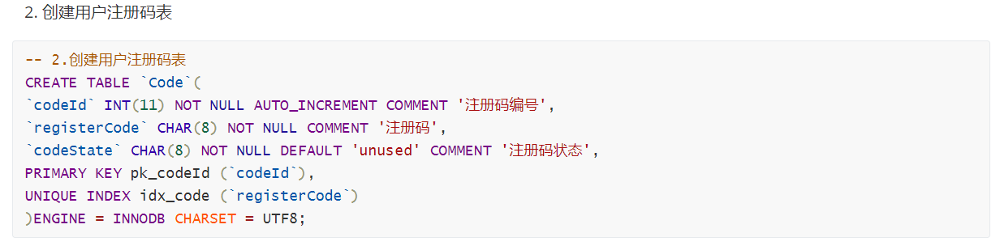 2. 创建用户注册码表
-- 2.创建用户注册码表
CREATE TABLE `Code`(
`codeId` INT(11) NOT NULL AUTO_INCREMENT COMMENT '注册码编号',
`registerCode` CHAR(8) NOT NULL COMMENT '注册码',
`codeState` CHAR(8) NOT NULL DEFAULT 'unused' COMMENT '注册码状态',
PRIMARY KEY pk_codeId (`codeId`),
UNIQUE INDEX idx_code (`registerCode`)
)ENGINE = INNODB CHARSET = UTF8;